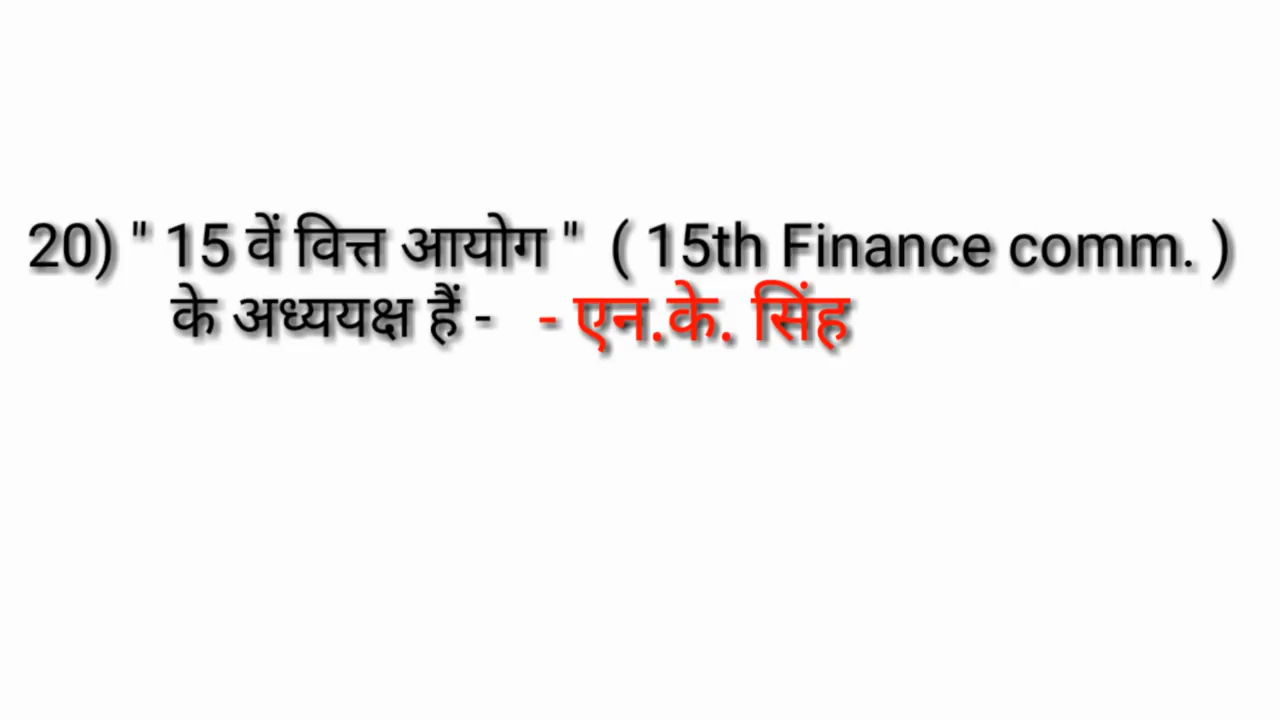 20) " 15 वें वित्त आयोग " ( 15th Finance comm. )
के अध्ययक्ष हैं - - एन.के. सिंह